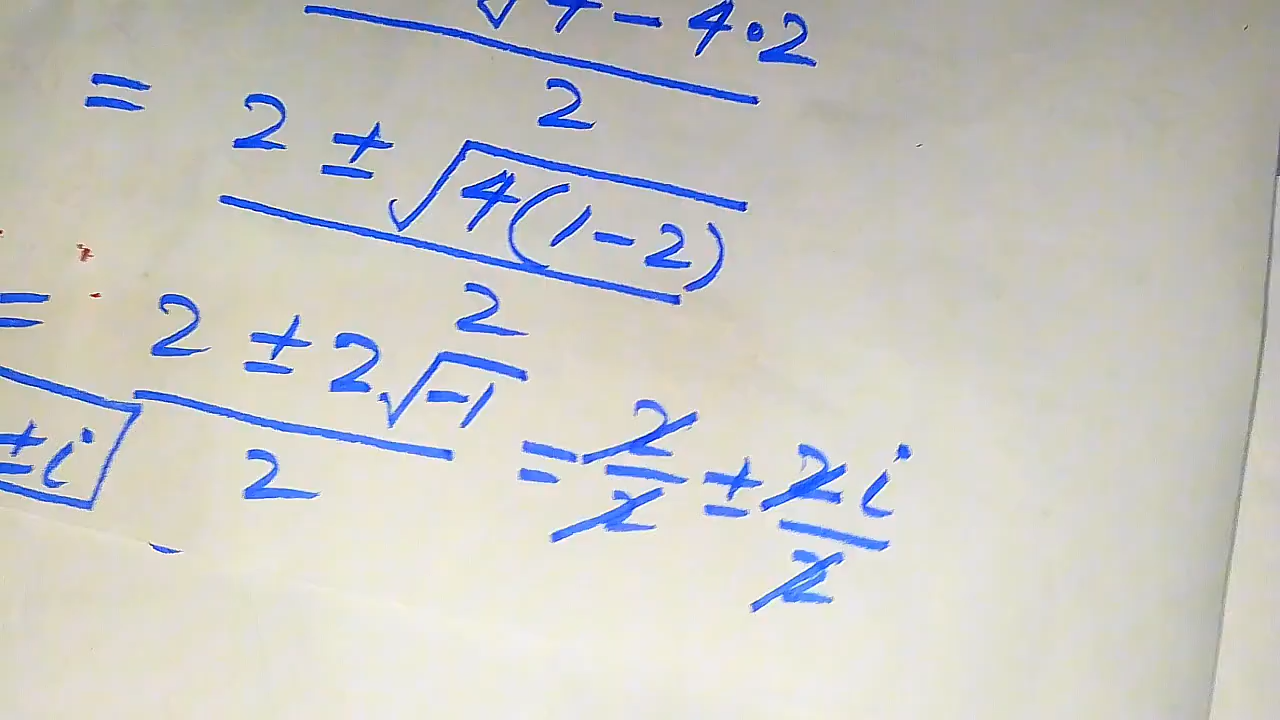 √4 - 4·2
2
= 2 ± √4(1-2)
2
= 2 ± 2√-1
2
= 2/2 ± 2i/2
±i